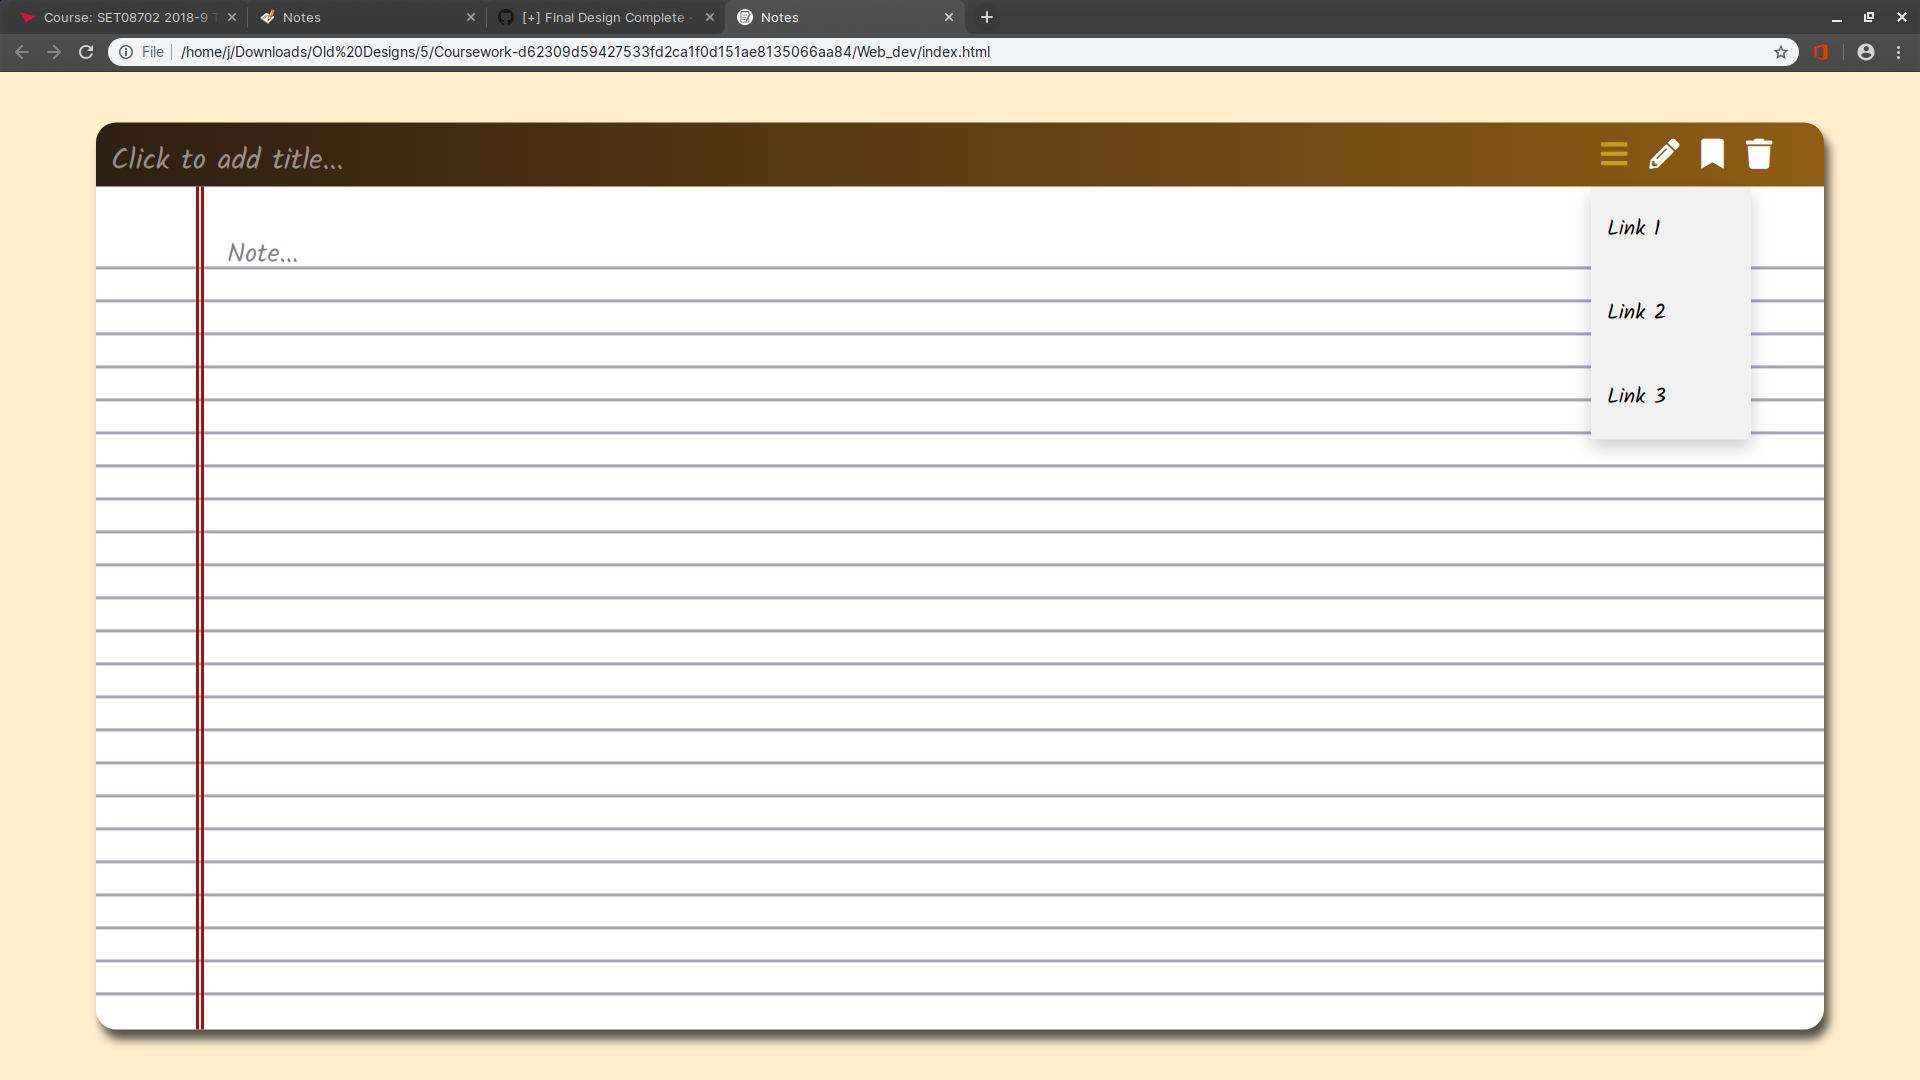 Course: SET08702 2018-9 T
Notes
[+] Final Design Complete ·
Notes
File
/home/j/Downloads/Old%20Designs/5/Coursework-d62309d59427533fd2ca1f0d151ae8135066aa84/Web_dev/index.html
Click to add title...
Note...
Link 1
Link 2
Link 3